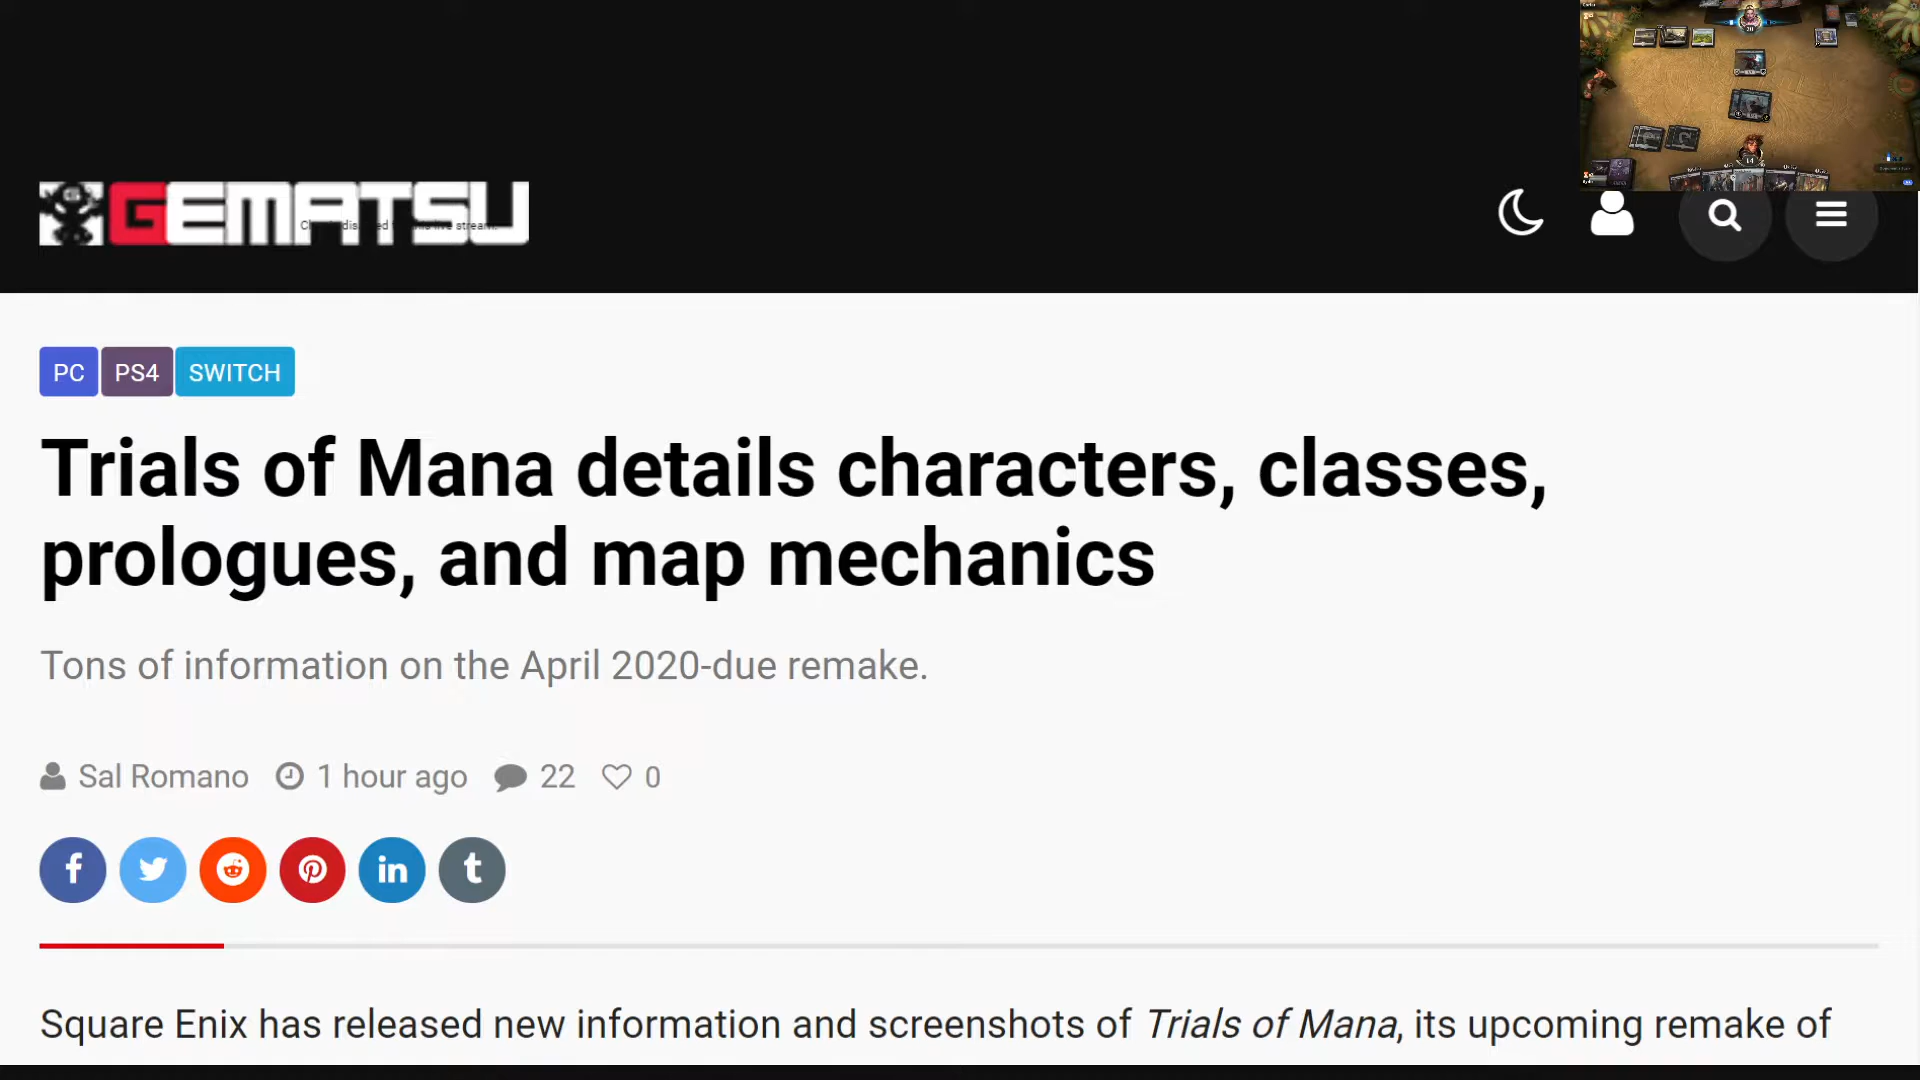 GEMATSU
PC PS4 SWITCH
Trials of Mana details characters, classes,
prologues, and map mechanics
Tons of information on the April 2020-due remake.
Sal Romano 1 hour ago 22 0
Square Enix has released new information and screenshots of Trials of Mana, its upcoming remake of